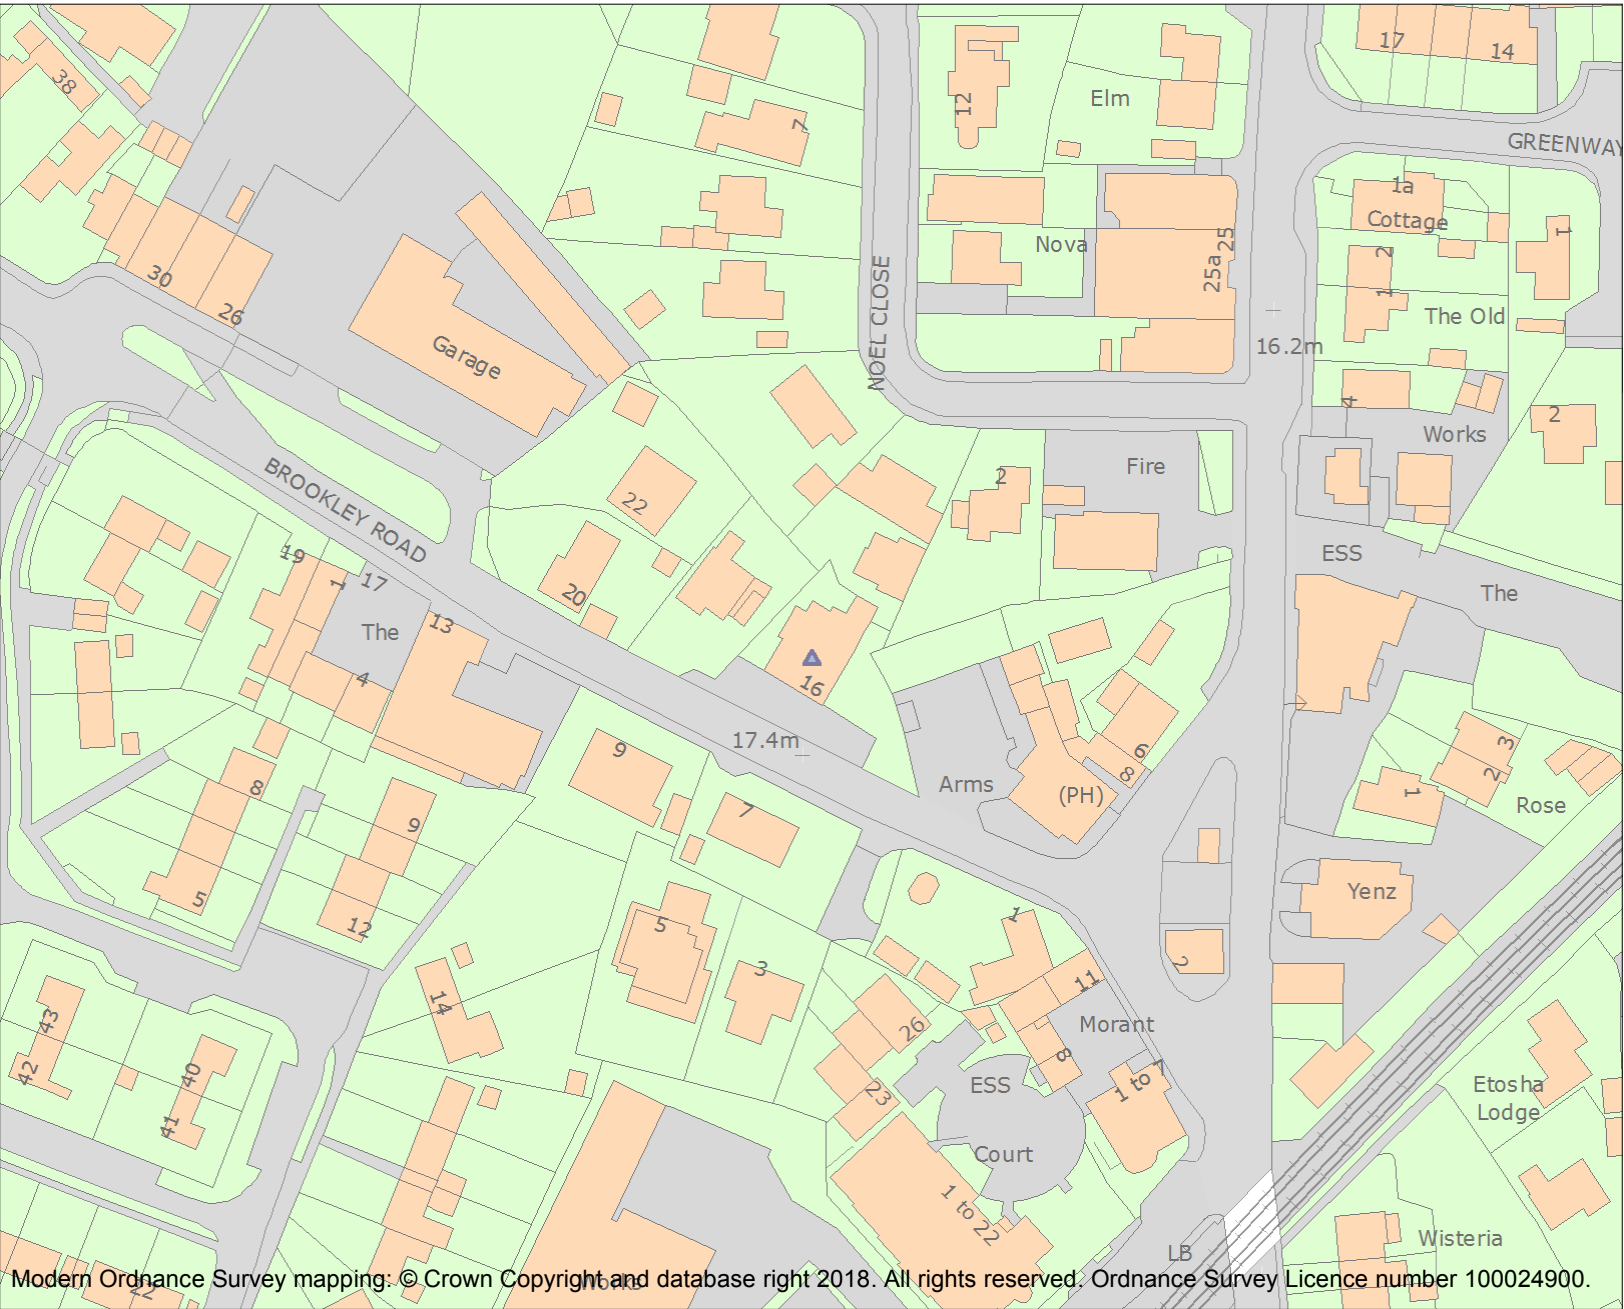 38
7
12
Elm
17
14
GREENWAY
1a
Cottage
1
Nova
25
25a
2
1
The Old
30
26
Garage
NOEL CLOSE
16.2m
4
Works
2
22
2
Fire
BROOKLEY ROAD
19
1
17
The
13
20
ESS
The
4
16
9
17.4m
7
Arms
(PH)
6
8
3
2
1
Rose
8
9
5
12
5
3
1
Yenz
2
11
14
43
42
40
41
26
23
Morant
8
ESS
1 to 7
Court
1 to 22
Etosha
Lodge
Wisteria
LB
22
Works
Modern Ordnance Survey mapping: © Crown Copyright and database right 2018. All rights reserved. Ordnance Survey Licence number 100024900.